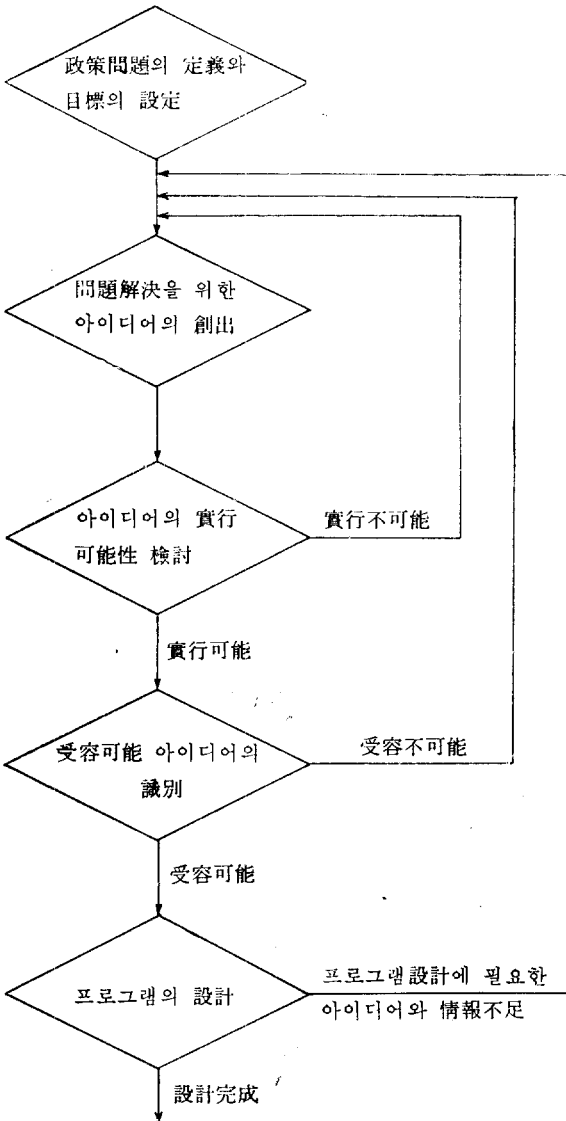 政策問題의 定義와
目標의 設定
問題解決을 위한
아이디어의 創出
아이디어의 實行
可能性 檢討
實行不可能
實行可能
受容可能 아이디어의
識別
受容不可能
受容可能
프로그램의 設計
프로그램設計에 필요한
아이디어와 情報不足
設計完成